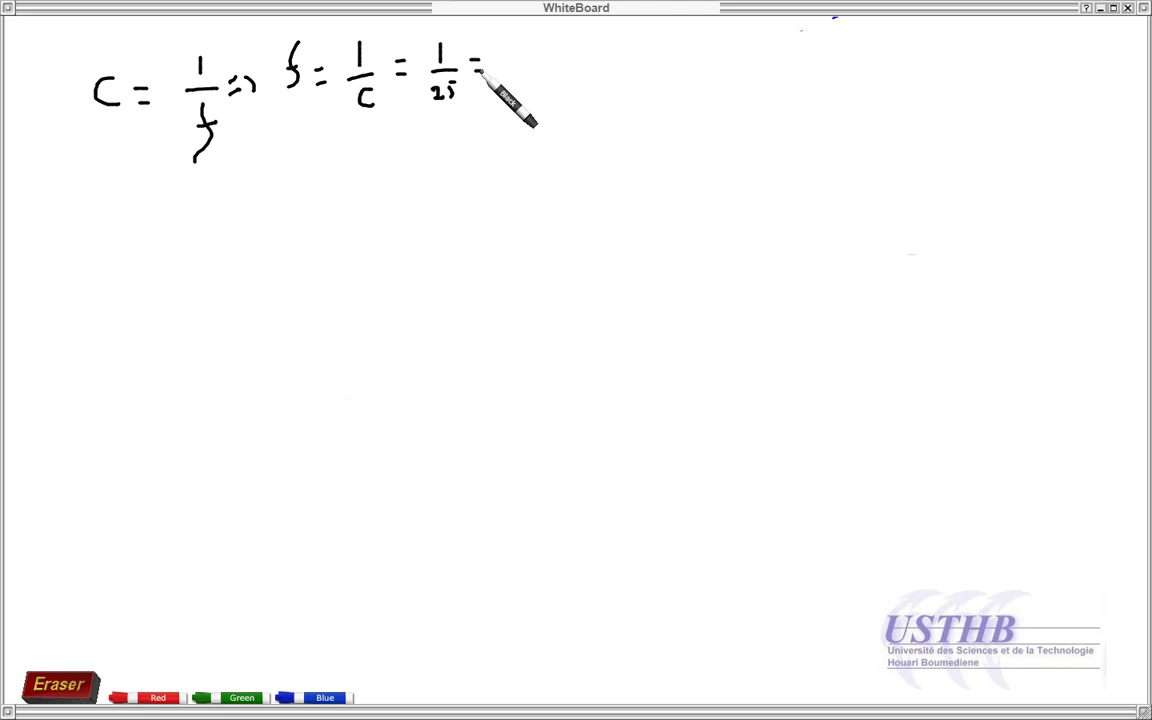 WhiteBoard
C = 1/f => f = 1/C = 1/25 =
Black
USTHB
Université des Sciences et de la Technologie
Houari Boumediene
Eraser
Red
Green
Blue